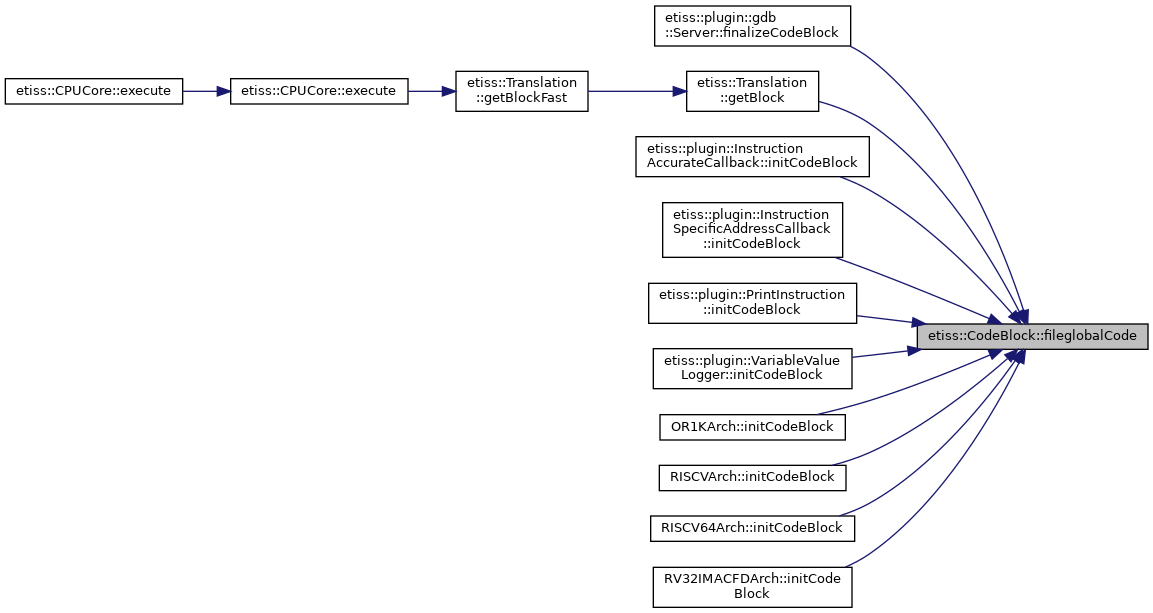 etiss::plugin::gdb
::Server::finalizeCodeBlock
etiss::CPUCore::execute
etiss::CPUCore::execute
etiss::Translation
::getBlockFast
etiss::Translation
::getBlock
etiss::plugin::Instruction
AccurateCallback::initCodeBlock
etiss::plugin::Instruction
SpecificAddressCallback
::initCodeBlock
etiss::plugin::PrintInstruction
::initCodeBlock
etiss::CodeBlock::fileglobalCode
etiss::plugin::VariableValue
Logger::initCodeBlock
OR1KArch::initCodeBlock
RISCVArch::initCodeBlock
RISCV64Arch::initCodeBlock
RV32IMACFDArch::initCode
Block